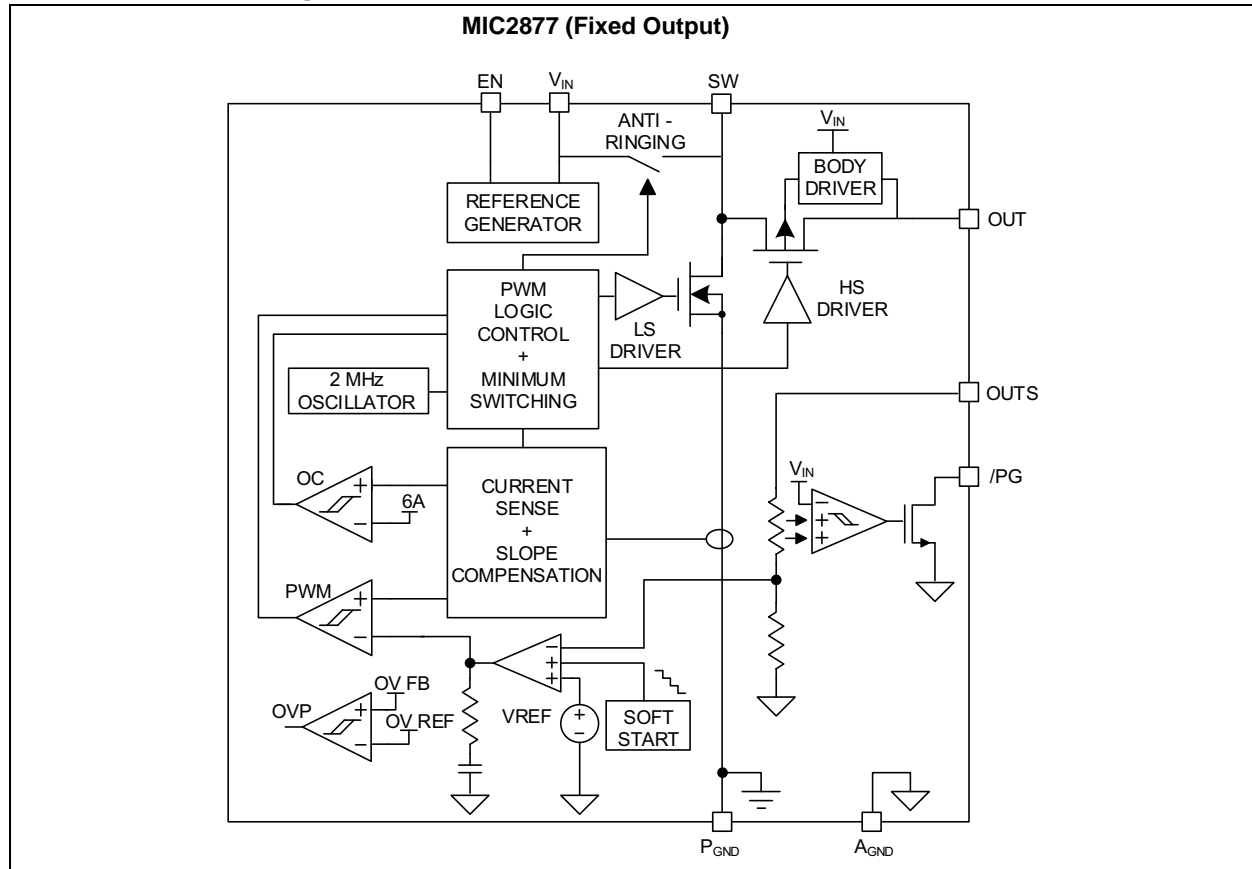 MIC2877 (Fixed Output)
EN
VIN
SW
ANTI -
RINGING
VIN
BODY
DRIVER
REFERENCE
GENERATOR
OUT
PWM
LOGIC
CONTROL
+
MINIMUM
SWITCHING
LS
DRIVER
HS
DRIVER
2 MHz
OSCILLATOR
OUTS
OC
+
6A
−
CURRENT
SENSE
+
SLOPE
COMPENSATION
VIN
−
+
+
/PG
PWM
+
−
−
+
+
OV FB
OVP
+
OV REF
−
VREF
+
−
SOFT
START
PGND
AGND